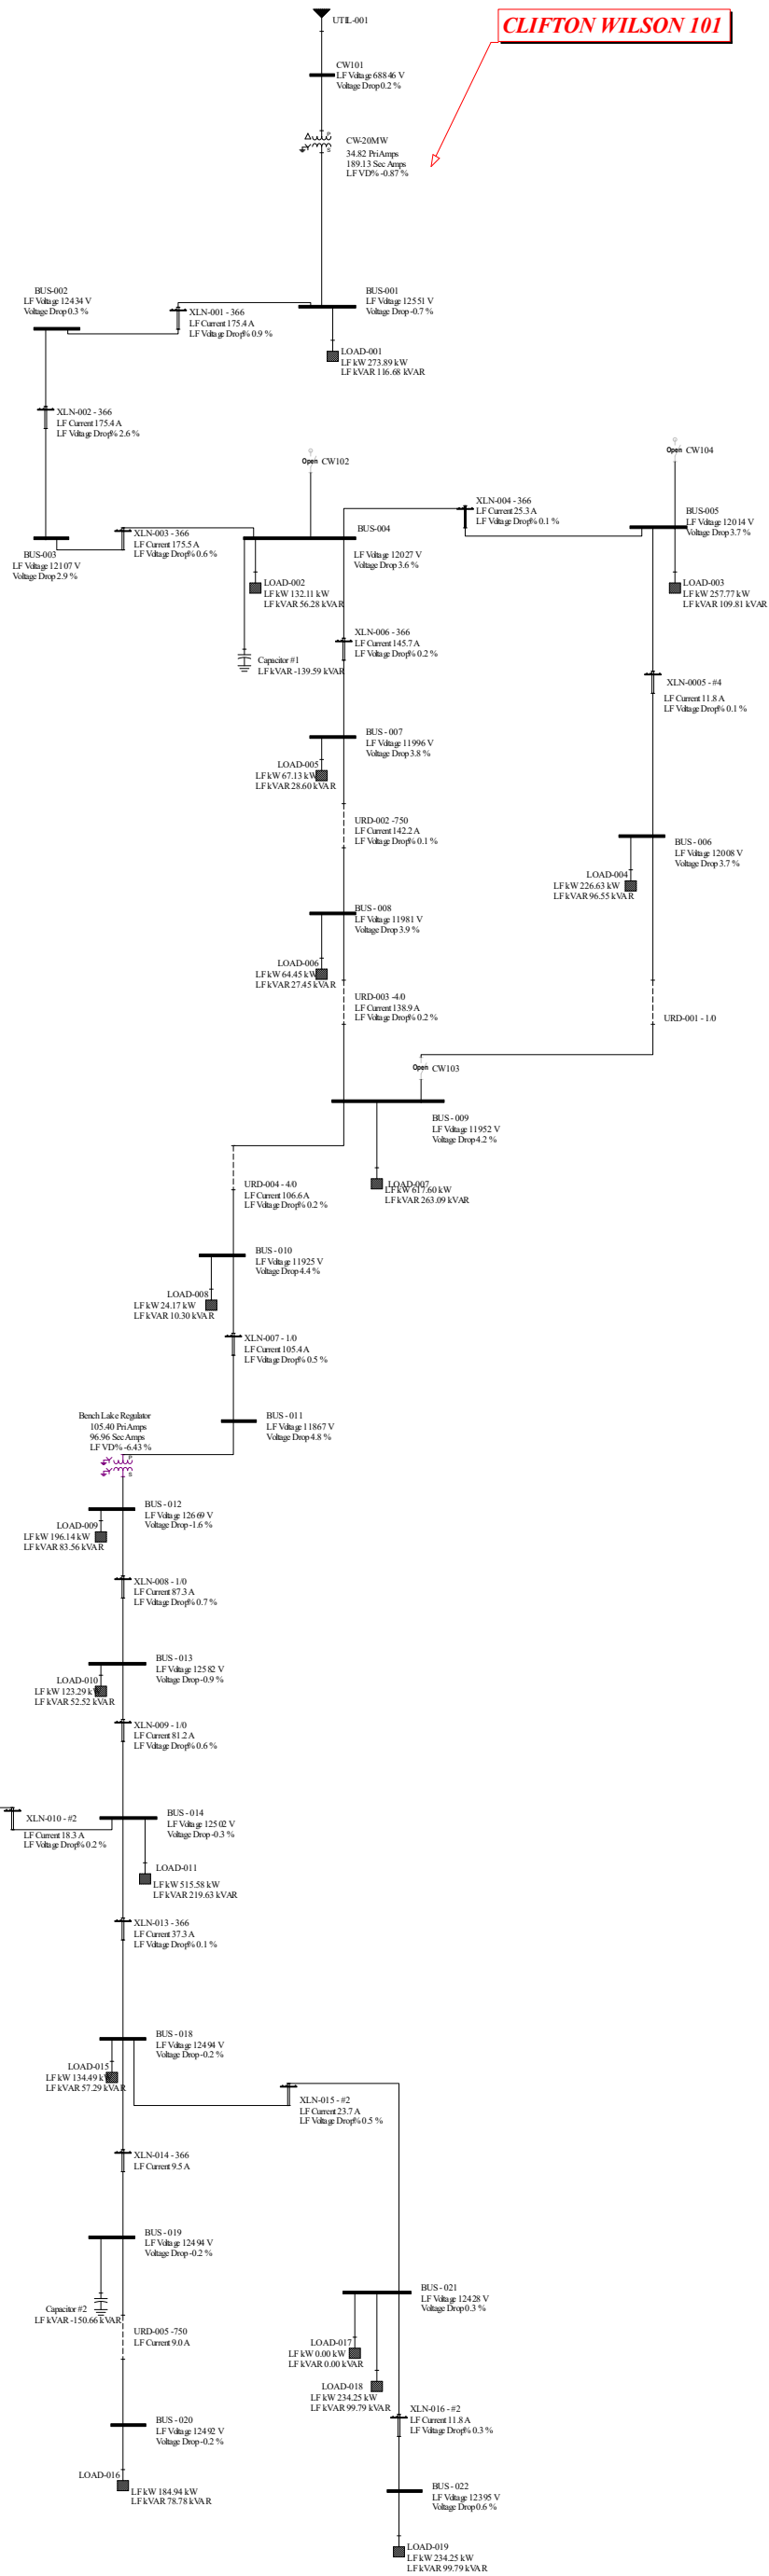 UTIL-001
CLIFTON WILSON 101
CW101
LF Voltage 68846 V
Voltage Drop 0.2 %
P
S
CW-20MW
34.82 Pri Amps
189.13 Sec Amps
LF VD% -0.87 %
BUS-002
LF Voltage 12434 V
Voltage Drop 0.3 %
XLN-001 - 366
LF Current 175.4 A
LF Voltage Drop% 0.9 %
BUS-001
LF Voltage 12551 V
Voltage Drop -0.7 %
LOAD-001
LF kW 273.89 kW
LF kVAR 116.68 kVAR
XLN-002 - 366
LF Current 175.4 A
LF Voltage Drop% 2.6 %
Open CW102
Open CW104
XLN-003 - 366
LF Current 175.5 A
LF Voltage Drop% 0.6 %
BUS-003
LF Voltage 12107 V
Voltage Drop 2.9 %
BUS-004
LF Voltage 12027 V
Voltage Drop 3.6 %
XLN-004 - 366
LF Current 25.3 A
LF Voltage Drop% 0.1 %
BUS-005
LF Voltage 12014 V
Voltage Drop 3.7 %
LOAD-002
LF kW 132.11 kW
LF kVAR 56.28 kVAR
LOAD-003
LF kW 257.77 kW
LF kVAR 109.81 kVAR
Capacitor #1
LF kVAR -139.59 kVAR
XLN-006 - 366
LF Current 145.7 A
LF Voltage Drop% 0.2 %
XLN-0005 - #4
LF Current 11.8 A
LF Voltage Drop% 0.1 %
BUS - 007
LF Voltage 11996 V
Voltage Drop 3.8 %
LOAD-005
LF kW 67.13 kW
LF kVAR 28.60 kVAR
URD-002 -750
LF Current 142.2 A
LF Voltage Drop% 0.1 %
BUS - 006
LF Voltage 12008 V
Voltage Drop 3.7 %
LOAD-004
LF kW 226.63 kW
LF kVAR 96.55 kVAR
BUS - 008
LF Voltage 11981 V
Voltage Drop 3.9 %
LOAD-006
LF kW 64.45 kW
LF kVAR 27.45 kVAR
URD-003 -4/0
LF Current 138.9 A
LF Voltage Drop% 0.2 %
URD-001 - 1/0
Open CW103
BUS - 009
LF Voltage 11952 V
Voltage Drop 4.2 %
LOAD-007
LF kW 617.60 kW
LF kVAR 263.09 kVAR
URD-004 - 4/0
LF Current 106.6 A
LF Voltage Drop% 0.2 %
BUS - 010
LF Voltage 11925 V
Voltage Drop 4.4 %
LOAD-008
LF kW 24.17 kW
LF kVAR 10.30 kVAR
XLN-007 - 1/0
LF Current 105.4 A
LF Voltage Drop% 0.5 %
Bench Lake Regulator
105.40 Pri Amps
96.96 Sec Amps
LF VD% -6.43 %
P
S
BUS - 011
LF Voltage 11867 V
Voltage Drop 4.8 %
BUS - 012
LF Voltage 12669 V
Voltage Drop -1.6 %
LOAD-009
LF kW 196.14 kW
LF kVAR 83.56 kVAR
XLN-008 - 1/0
LF Current 87.3 A
LF Voltage Drop% 0.7 %
BUS - 013
LF Voltage 12582 V
Voltage Drop -0.9 %
LOAD-010
LF kW 123.29 kW
LF kVAR 52.52 kVAR
XLN-009 - 1/0
LF Current 81.2 A
LF Voltage Drop% 0.6 %
XLN-010 - #2
LF Current 18.3 A
LF Voltage Drop% 0.2 %
BUS - 014
LF Voltage 12502 V
Voltage Drop -0.3 %
LOAD-011
LF kW 515.58 kW
LF kVAR 219.63 kVAR
XLN-013 - 366
LF Current 37.3 A
LF Voltage Drop% 0.1 %
BUS - 018
LF Voltage 12494 V
Voltage Drop -0.2 %
LOAD-015
LF kW 134.49 kW
LF kVAR 57.29 kVAR
XLN-015 - #2
LF Current 23.7 A
LF Voltage Drop% 0.5 %
XLN-014 - 366
LF Current 9.5 A
BUS - 019
LF Voltage 12494 V
Voltage Drop -0.2 %
Capacitor #2
LF kVAR -150.66 kVAR
URD-005 -750
LF Current 9.0 A
BUS - 021
LF Voltage 12428 V
Voltage Drop 0.3 %
LOAD-017
LF kW 0.00 kW
LF kVAR 0.00 kVAR
LOAD-018
LF kW 234.25 kW
LF kVAR 99.79 kVAR
XLN-016 - #2
LF Current 11.8 A
LF Voltage Drop% 0.3 %
BUS - 020
LF Voltage 12492 V
Voltage Drop -0.2 %
LOAD-016
LF kW 184.94 kW
LF kVAR 78.78 kVAR
BUS - 022
LF Voltage 12395 V
Voltage Drop 0.6 %
LOAD-019
LF kW 234.25 kW
LF kVAR 99.79 kVAR